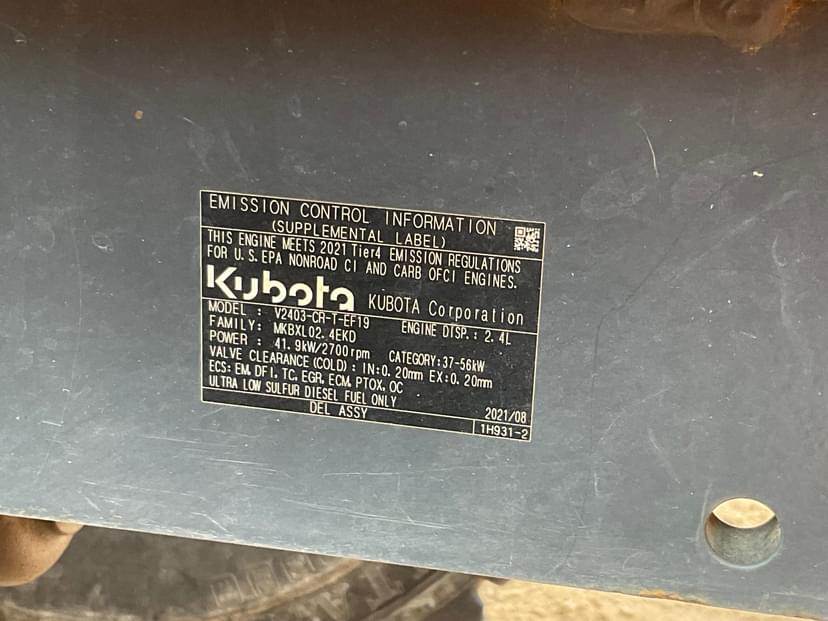 EMISSION CONTROL INFORMATION
(SUPPLEMENTAL LABEL)
THIS ENGINE MEETS 2021 Tier4 EMISSION REGULATIONS
FOR U.S. EPA NONROAD CI AND CARB OFCI ENGINES.
Kubota KUBOTA Corporation
MODEL : V2403-CR-T-EF19 ENGINE DISP.: 2.4L
FAMILY: MKBXL02.4EKD
POWER : 41.9kW/2700rpm CATEGORY:37-56kW
VALVE CLEARANCE(COLD): IN:0.20mm EX:0.20mm
ECS: EM, DFI, TC, EGR, ECM, PTOX, OC
ULTRA LOW SULFUR DIESEL FUEL ONLY 2021/08
DEL ASSY 1H931-2